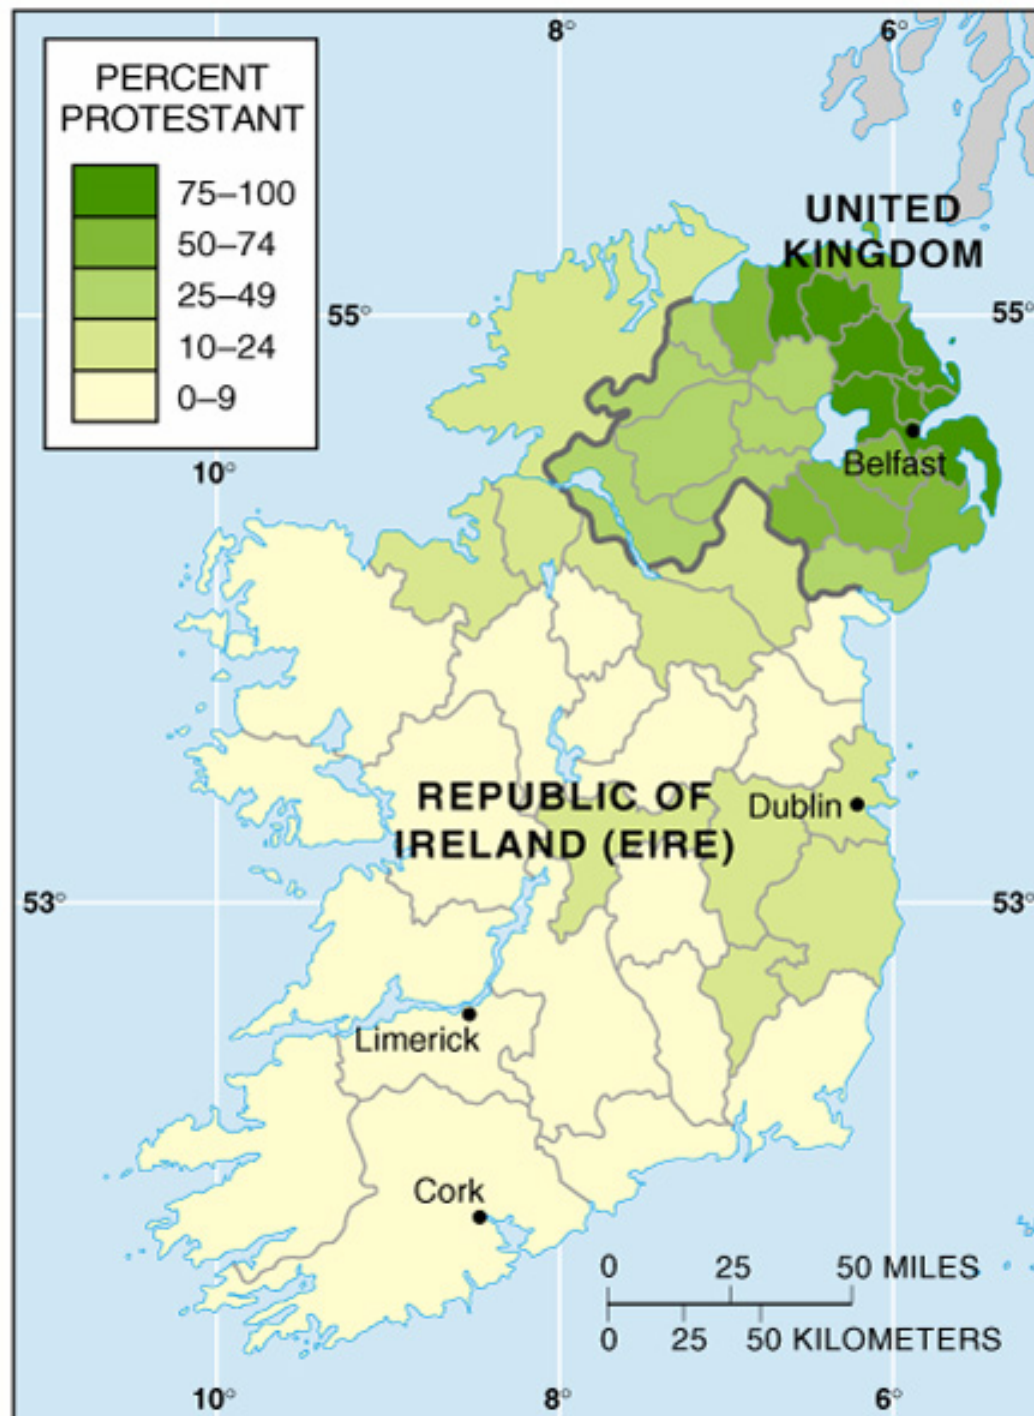 PERCENT
PROTESTANT
75–100
50–74
25–49
10–24
0–9
8°
6°
UNITED
KINGDOM
55°
55°
10°
Belfast
REPUBLIC OF
IRELAND (EIRE)
Dublin
53°
53°
Limerick
Cork
0 25 50 MILES
0 25 50 KILOMETERS
10°
8°
6°